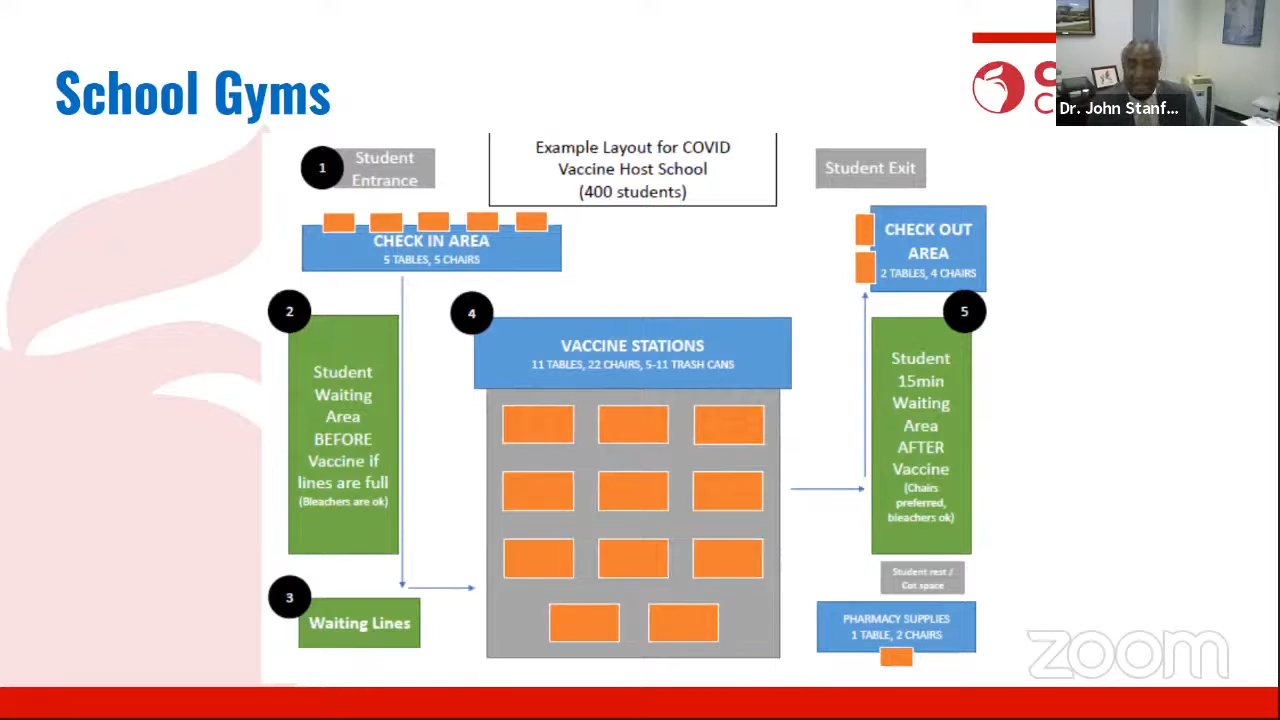 School Gyms
Dr. John Stanf...
Example Layout for COVID
Vaccine Host School
(400 students)
1
Student
Entrance
Student Exit
CHECK IN AREA
5 TABLES, 5 CHAIRS
CHECK OUT
AREA
2 TABLES, 4 CHAIRS
2
Student
Waiting
Area
BEFORE
Vaccine if
lines are full
(Bleachers are ok)
3
Waiting Lines
4
VACCINE STATIONS
11 TABLES, 22 CHAIRS, 5-11 TRASH CANS
5
Student
15min
Waiting
Area
AFTER
Vaccine
(Chairs
preferred,
bleachers ok)
Student rest /
Cot space
PHARMACY SUPPLIES
1 TABLE, 2 CHAIRS
zoom